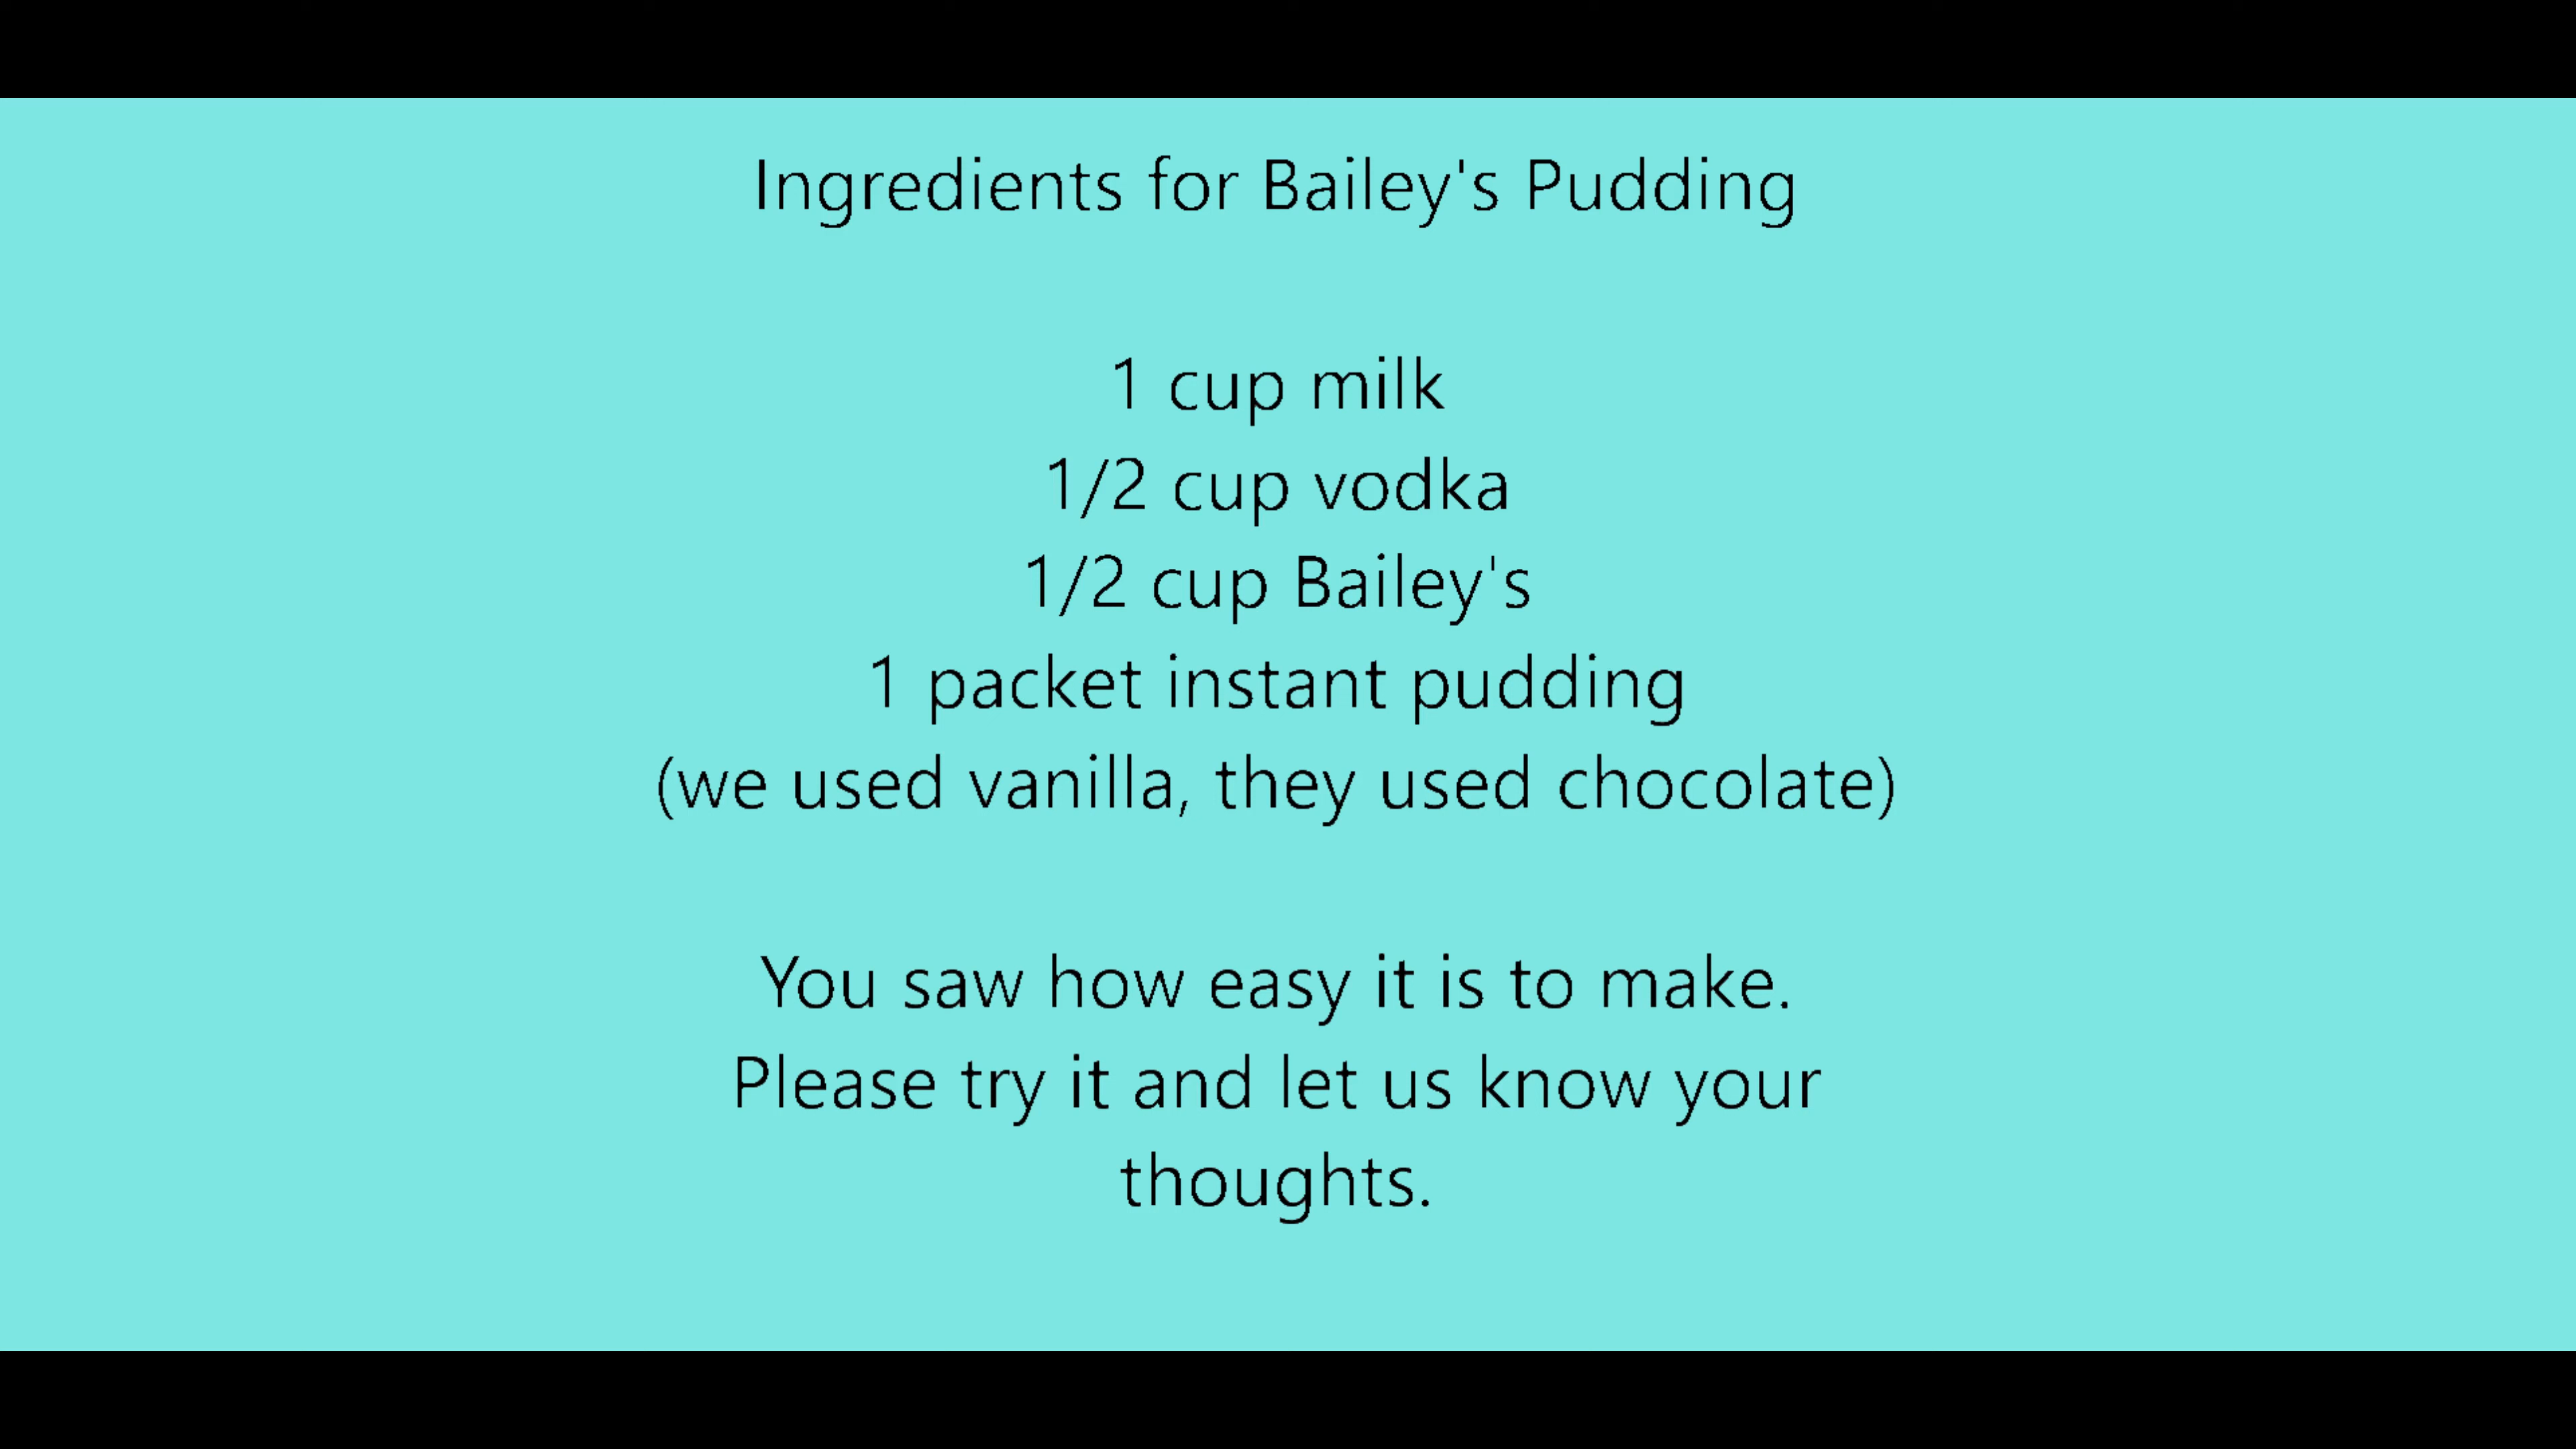 Ingredients for Bailey's Pudding
1 cup milk
1/2 cup vodka
1/2 cup Bailey's
1 packet instant pudding
(we used vanilla, they used chocolate)
You saw how easy it is to make.
Please try it and let us know your
thoughts.